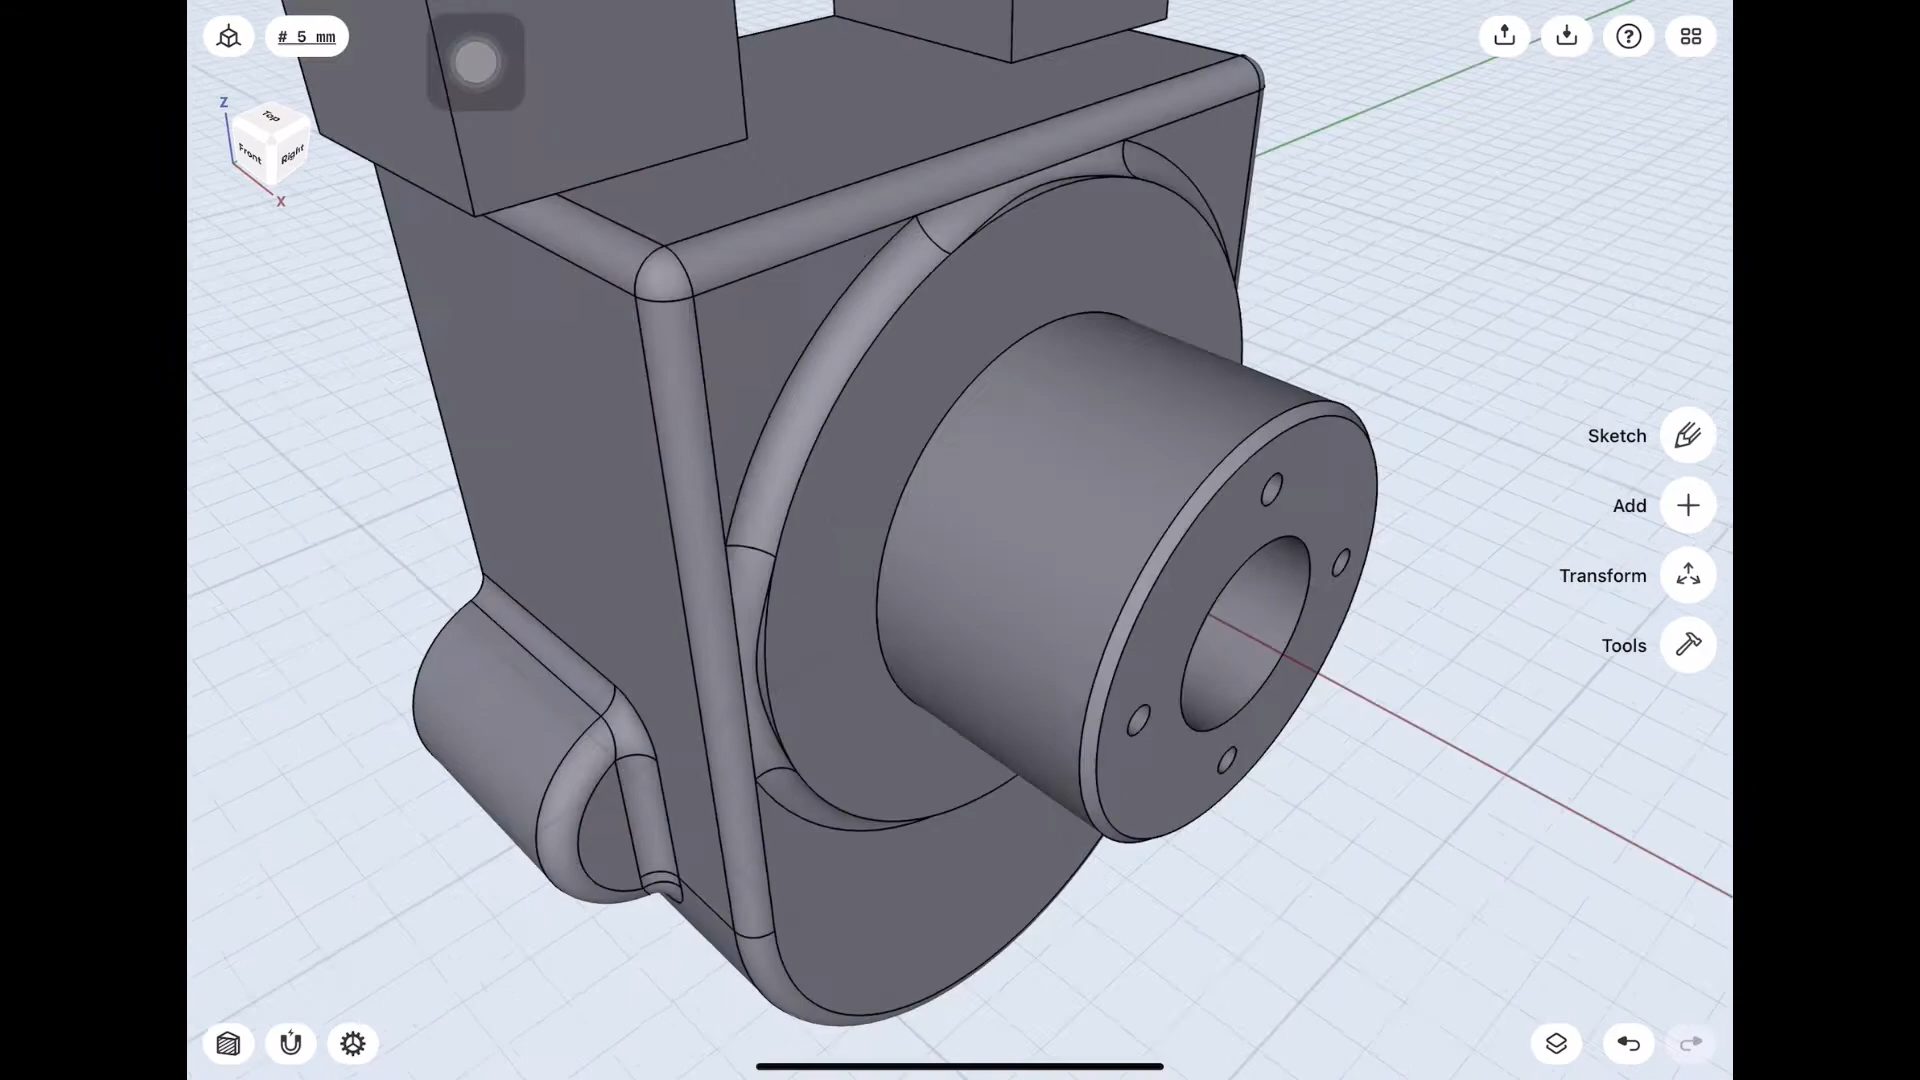 # 5 mm
Z
Top
Front
Right
X
?
Sketch
Add
Transform
Tools